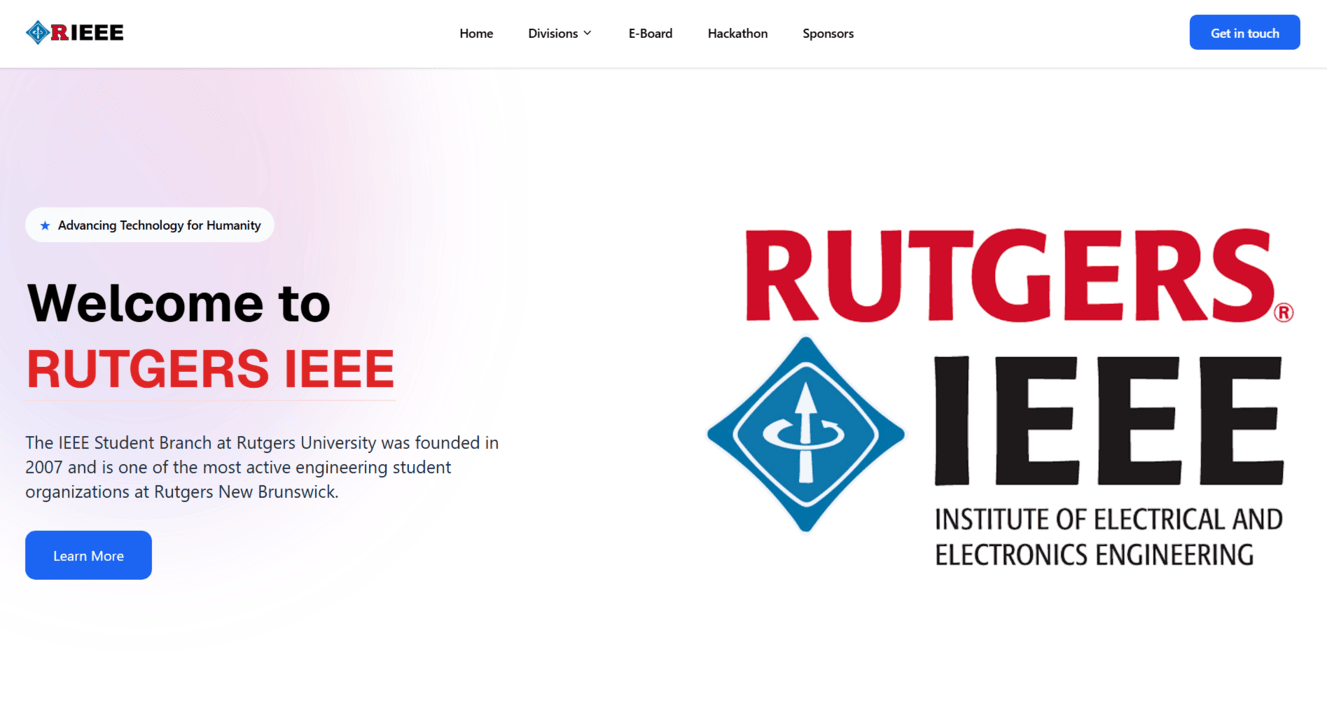 R IEEE
Home
Divisions
E-Board
Hackathon
Sponsors
Get in touch
★ Advancing Technology for Humanity
Welcome to
RUTGERS IEEE
The IEEE Student Branch at Rutgers University was founded in
2007 and is one of the most active engineering student
organizations at Rutgers New Brunswick.
Learn More
RUTGERS®
IEEE
INSTITUTE OF ELECTRICAL AND
ELECTRONICS ENGINEERING